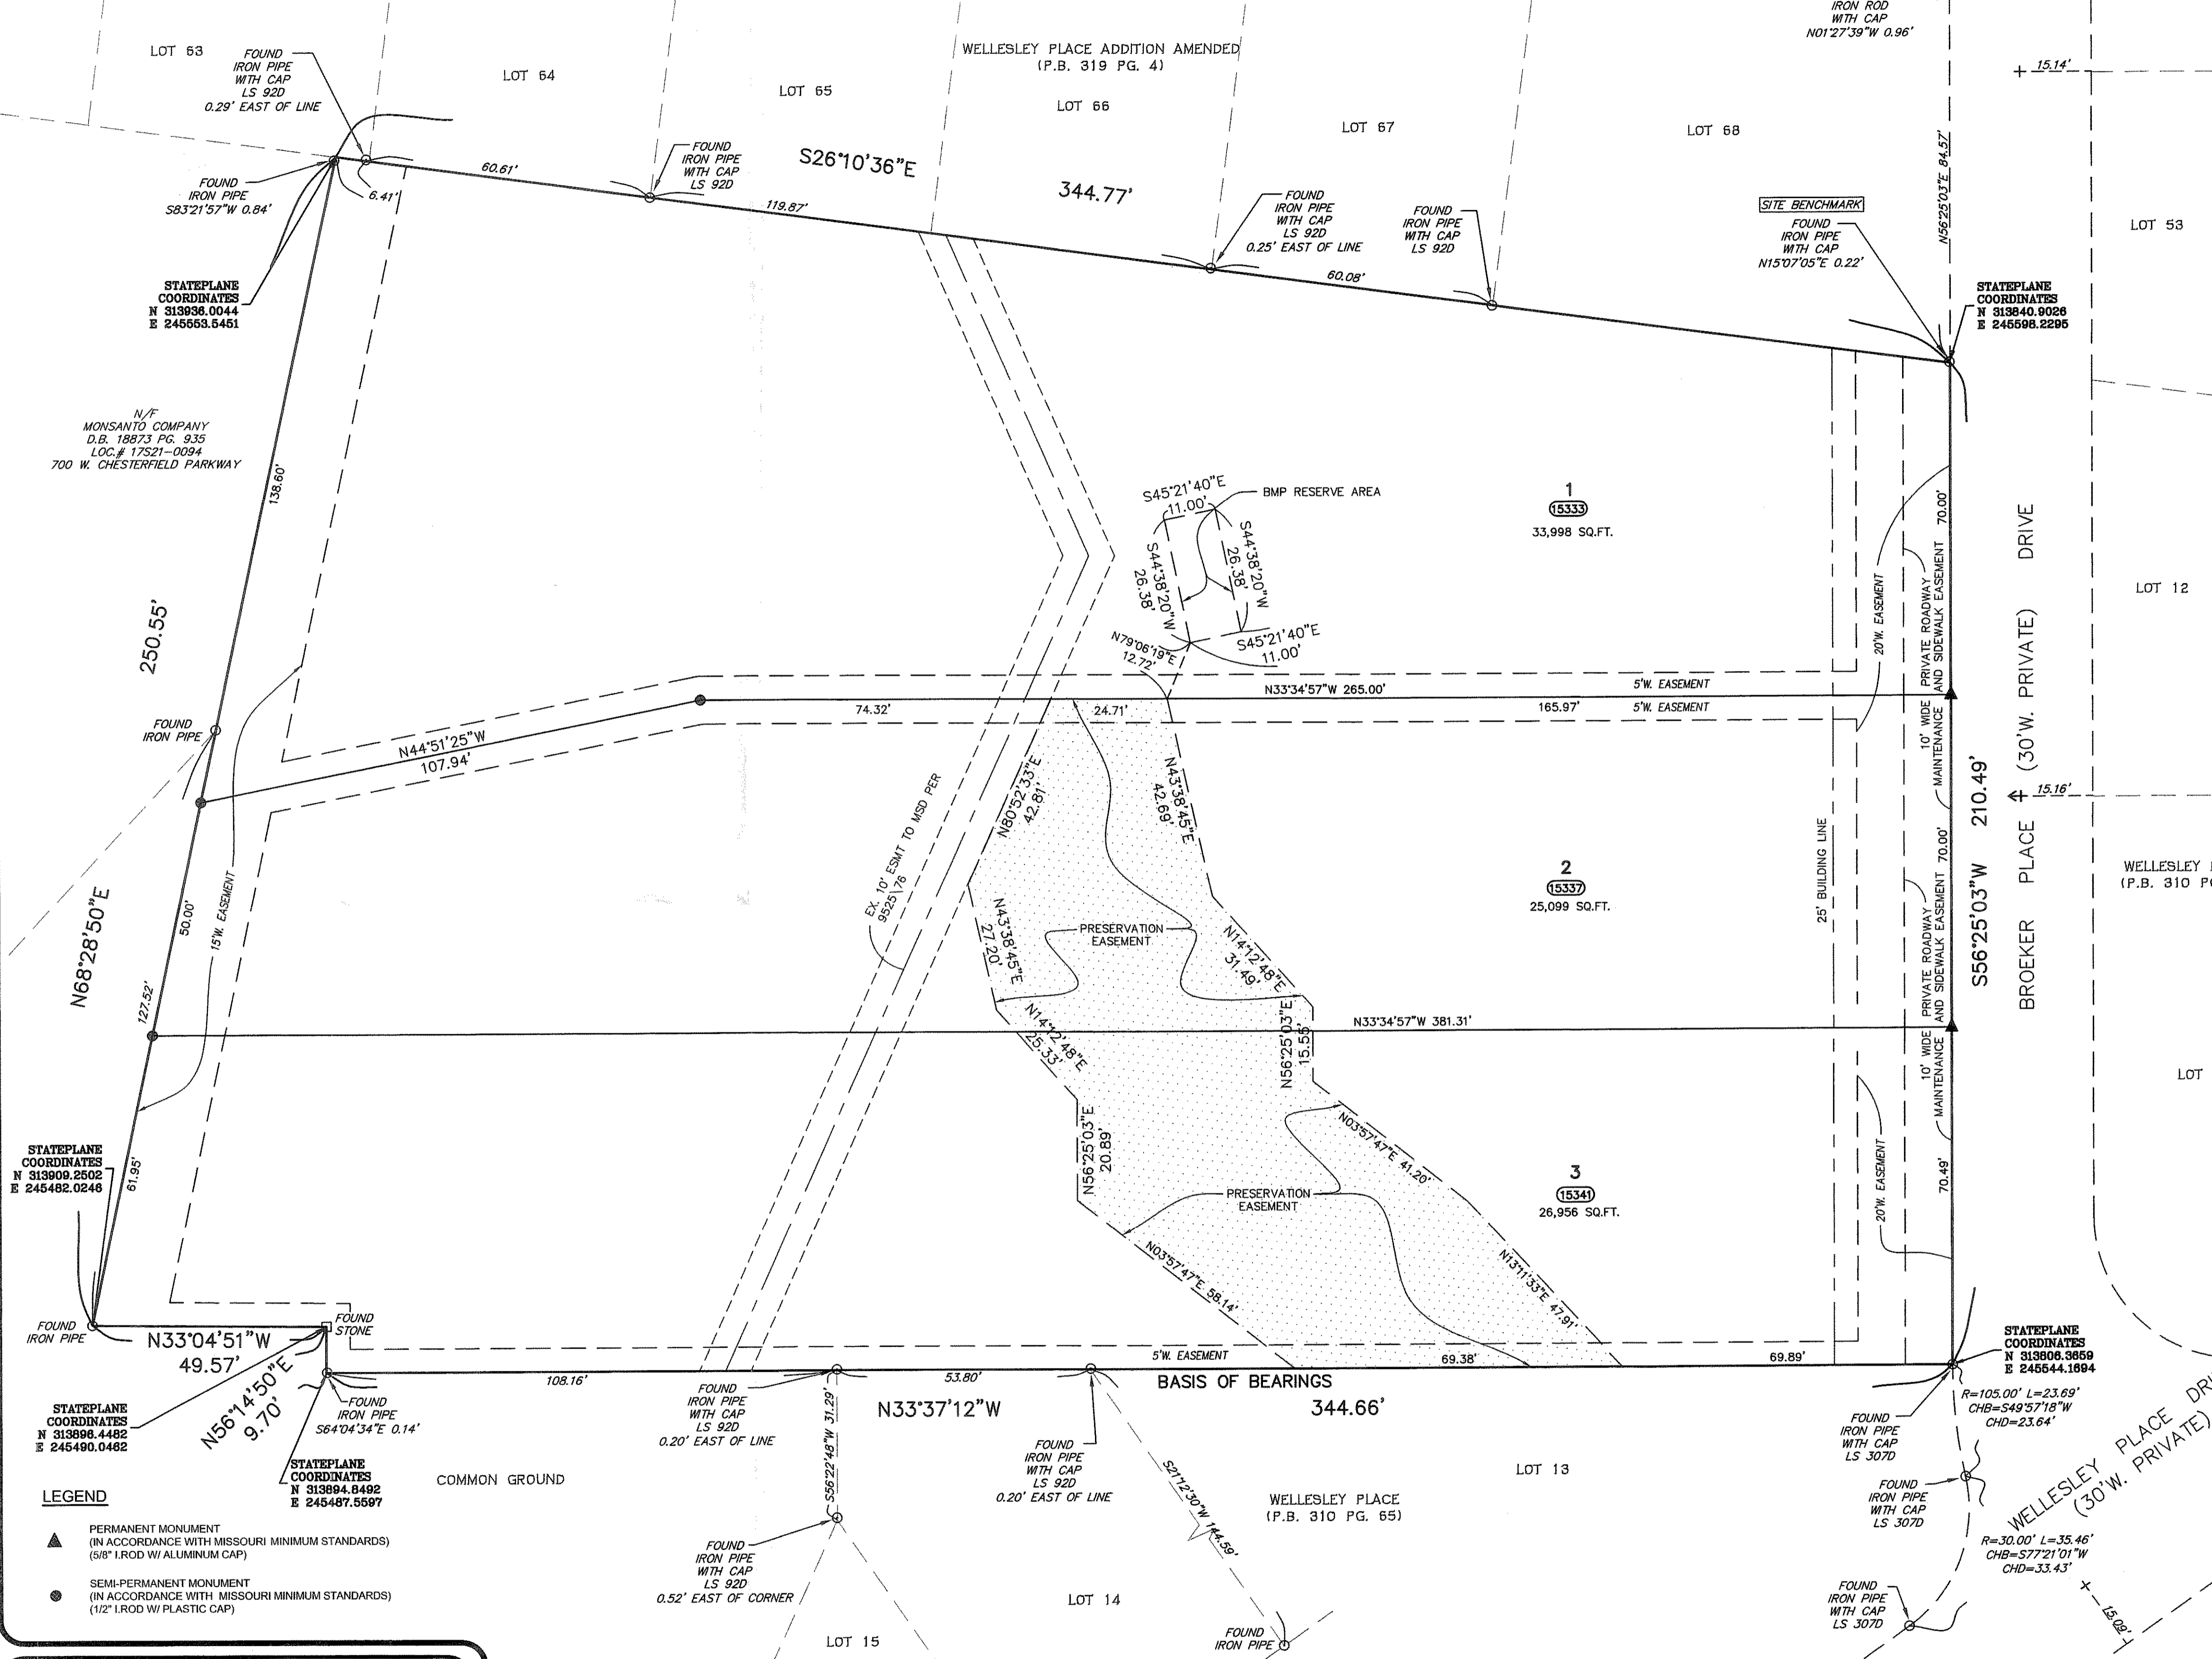 LOT 63
FOUND
IRON PIPE
WITH CAP
LS 92D
0.29' EAST OF LINE
LOT 64
LOT 65
WELLESLEY PLACE ADDITION AMENDED
(P.B. 319 PG. 4)
LOT 66
LOT 67
LOT 68
IRON ROD
WITH CAP
N01°27'39"W 0.96'
15.14'
N56°25'03"E 84.57'
LOT 53
FOUND
IRON PIPE
S83°21'57"W 0.84'
6.41'
60.61'
FOUND
IRON PIPE
WITH CAP
LS 92D
119.87'
S26°10'36"E
344.77'
FOUND
IRON PIPE
WITH CAP
LS 92D
0.25' EAST OF LINE
60.08'
FOUND
IRON PIPE
WITH CAP
LS 92D
SITE BENCHMARK
FOUND
IRON PIPE
WITH CAP
N15°07'05"E 0.22'
STATEPLANE
COORDINATES
N 313936.0044
E 245553.5451
STATEPLANE
COORDINATES
N 313840.9026
E 245598.2295
N/F
MONSANTO COMPANY
D.B. 18873 PG. 935
LOC.# 17S21-0094
700 W. CHESTERFIELD PARKWAY
138.60'
250.55'
S45°21'40"E
11.00'
BMP RESERVE AREA
S44°38'20"W
26.38'
S44°38'20"W
26.38'
S45°21'40"E
11.00'
N79°06'19"E
12.72'
1
15333
33,998 SQ.FT.
20'W. EASEMENT
10' WIDE PRIVATE ROADWAY
MAINTENANCE AND SIDEWALK EASEMENT
70.00'
BROEKER PLACE DRIVE
(30'W. PRIVATE)
LOT 12
FOUND
IRON PIPE
N44°51'25"W
107.94'
N33°34'57"W 265.00'
5'W. EASEMENT
74.32'
24.71'
165.97'
5'W. EASEMENT
15.16'
S56°25'03"W 210.49'
N80°52'33"E
42.81'
N43°38'45"E
42.69'
EX. 10' ESMT TO MSD PER
9525\76
2
15337
25,099 SQ.FT.
25' BUILDING LINE
10' WIDE PRIVATE ROADWAY
MAINTENANCE AND SIDEWALK EASEMENT
70.00'
(P.B. 310
N68°28'50"E
50.00'
15'W. EASEMENT
127.52'
N43°38'45"E
27.20'
PRESERVATION
EASEMENT
N14°12'48"E
31.49'
N14°12'48"E
25.33'
N56°25'03"E
15.55'
N33°34'57"W 381.31'
LOT
N56°25'03"E
20.89'
61.95'
STATEPLANE
COORDINATES
N 313909.2502
E 245482.0246
N03°57'47"E 41.20'
PRESERVATION
EASEMENT
3
15341
26,956 SQ.FT.
20'W. EASEMENT
70.49'
N03°57'47"E 58.14'
N13°11'33"E 47.91'
FOUND
IRON PIPE
N33°04'51"W
49.57'
FOUND
STONE
N56°14'50"E
9.70'
108.16'
FOUND
IRON PIPE
S64°04'34"E 0.14'
FOUND
IRON PIPE
WITH CAP
LS 92D
0.20' EAST OF LINE
53.80'
N33°37'12"W
5'W. EASEMENT
BASIS OF BEARINGS
344.66'
69.38'
69.89'
STATEPLANE
COORDINATES
N 313806.3859
E 245544.1694
R=105.00' L=23.69'
CHB=S49°57'18"W
CHD=23.64'
STATEPLANE
COORDINATES
N 313896.4482
E 245490.0462
STATEPLANE
COORDINATES
N 313894.8492
E 245487.5597
COMMON GROUND
S56°22'48"W 31.29'
FOUND
IRON PIPE
WITH CAP
LS 92D
0.20' EAST OF LINE
S21°12'30"W 144.59'
WELLESLEY PLACE
(P.B. 310 PG. 65)
LOT 13
FOUND
IRON PIPE
WITH CAP
LS 307D
FOUND
IRON PIPE
WITH CAP
LS 307D
WELLESLEY PLACE
(30'W. PRIVATE)
R=30.00' L=35.46'
CHB=S77°21'01"W
CHD=33.43'
15.09'
LEGEND
PERMANENT MONUMENT
(IN ACCORDANCE WITH MISSOURI MINIMUM STANDARDS)
(5/8" I.ROD W/ ALUMINUM CAP)
SEMI-PERMANENT MONUMENT
(IN ACCORDANCE WITH MISSOURI MINIMUM STANDARDS)
(1/2" I.ROD W/ PLASTIC CAP)
FOUND
IRON PIPE
WITH CAP
LS 92D
0.52' EAST OF CORNER
LOT 15
LOT 14
FOUND
IRON PIPE
FOUND
IRON PIPE
WITH CAP
LS 307D
WELLESLEY